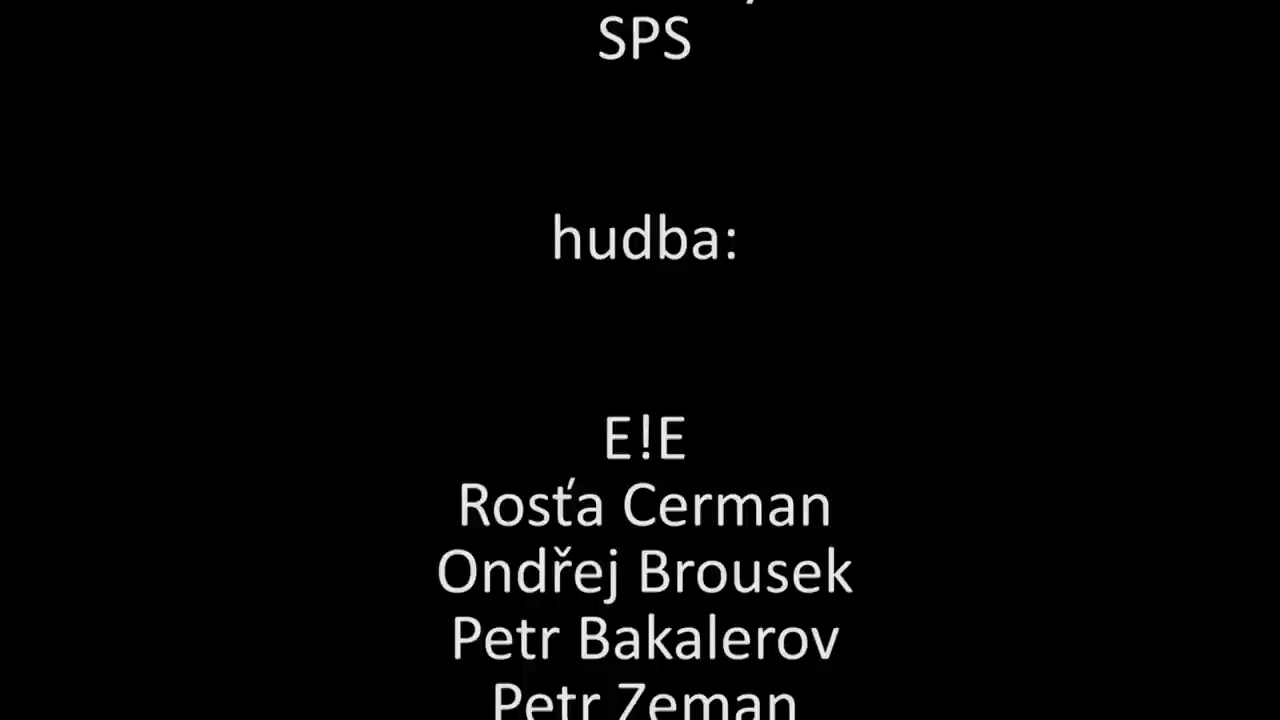 SPS
hudba:
E!E
Rosťa Cerman
Ondřej Brousek
Petr Bakalerov
Petr Zeman